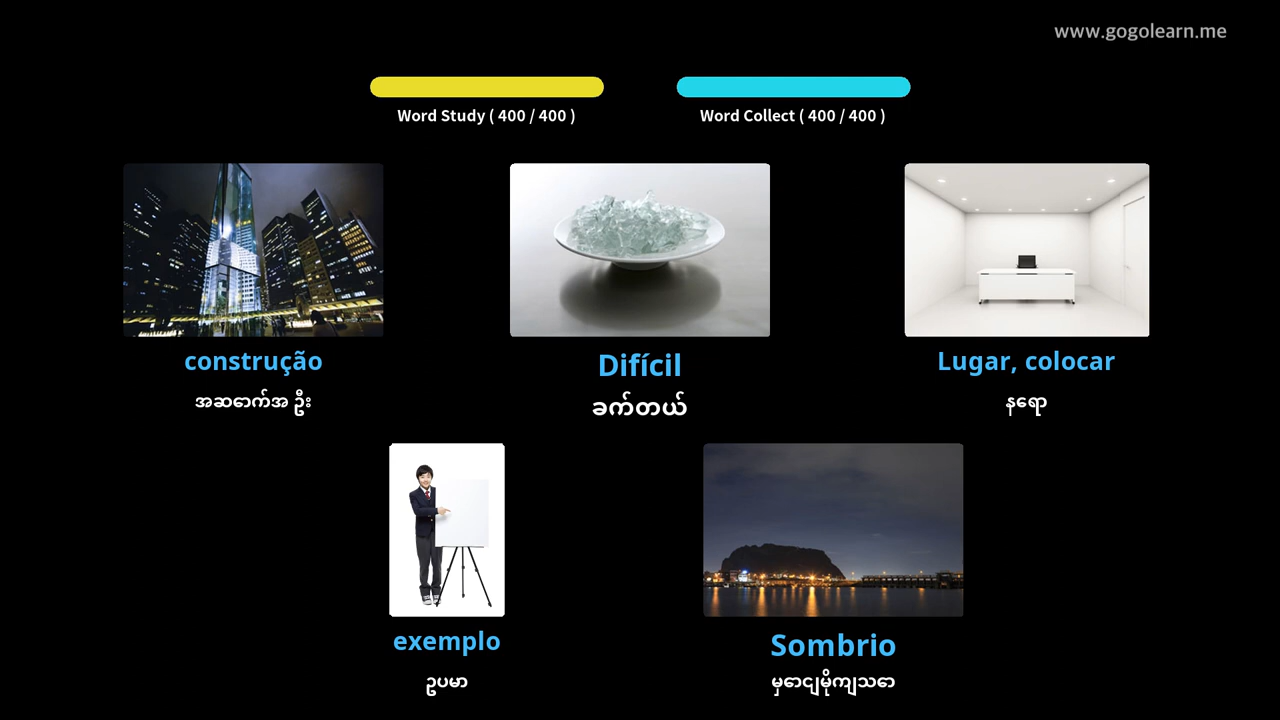 www.gogolearn.me
Word Study ( 400 / 400 )
Word Collect ( 400 / 400 )
construção
အဆောက်အ ဦး
Difícil
ခက်တယ်
Lugar, colocar
နေရာ
exemplo
ဥပမာ
Sombrio
မှောင်မိုက်သော